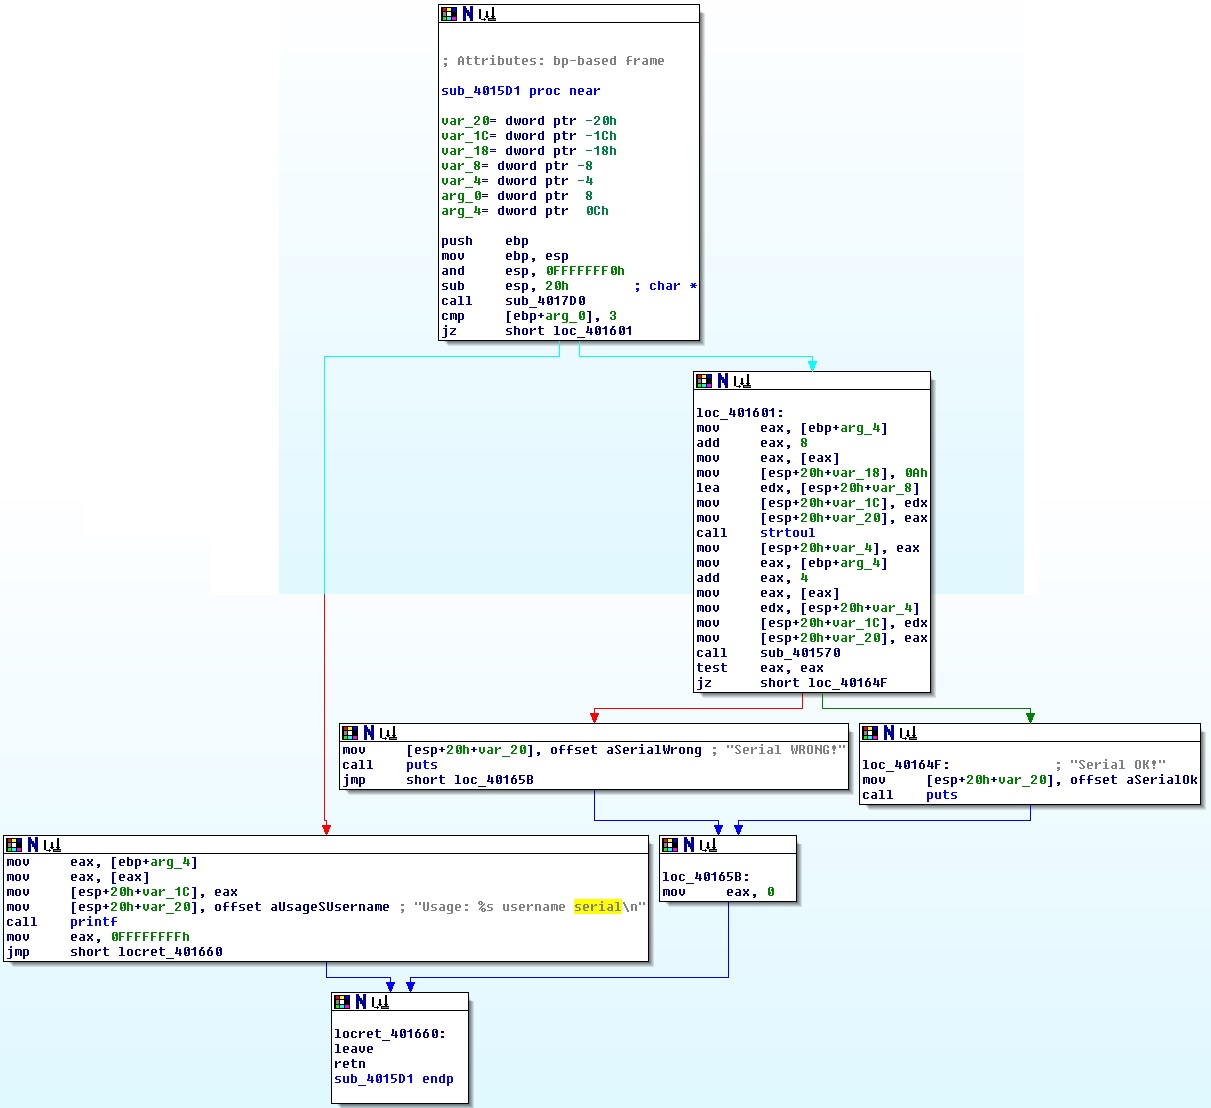 ; Attributes: bp-based frame
sub_4015D1 proc near
var_20= dword ptr -20h
var_1C= dword ptr -1Ch
var_18= dword ptr -18h
var_8= dword ptr -8
var_4= dword ptr -4
arg_0= dword ptr  8
arg_4= dword ptr  0Ch
push    ebp
mov     ebp, esp
and     esp, 0FFFFFFF0h
sub     esp, 20h        ; char *
call    sub_4017D0
cmp     [ebp+arg_0], 3
jz      short loc_401601
loc_401601:
mov     eax, [ebp+arg_4]
add     eax, 8
mov     eax, [eax]
mov     [esp+20h+var_18], 0Ah
lea     edx, [esp+20h+var_8]
mov     [esp+20h+var_1C], edx
mov     [esp+20h+var_20], eax
call    strtoul
mov     [esp+20h+var_4], eax
mov     eax, [ebp+arg_4]
add     eax, 4
mov     eax, [eax]
mov     edx, [esp+20h+var_4]
mov     [esp+20h+var_1C], edx
mov     [esp+20h+var_20], eax
call    sub_401570
test    eax, eax
jz      short loc_40164F
mov     [esp+20h+var_20], offset aSerialWrong ; "Serial WRONG!"
call    puts
jmp     short loc_40165B
loc_40164F:             ; "Serial OK!"
mov     [esp+20h+var_20], offset aSerialOk
call    puts
mov     eax, [ebp+arg_4]
mov     eax, [eax]
mov     [esp+20h+var_1C], eax
mov     [esp+20h+var_20], offset aUsageSUsername ; "Usage: %s username serial\n"
call    printf
mov     eax, 0FFFFFFFFh
jmp     short locret_401660
loc_40165B:
mov     eax, 0
locret_401660:
leave
retn
sub_4015D1 endp